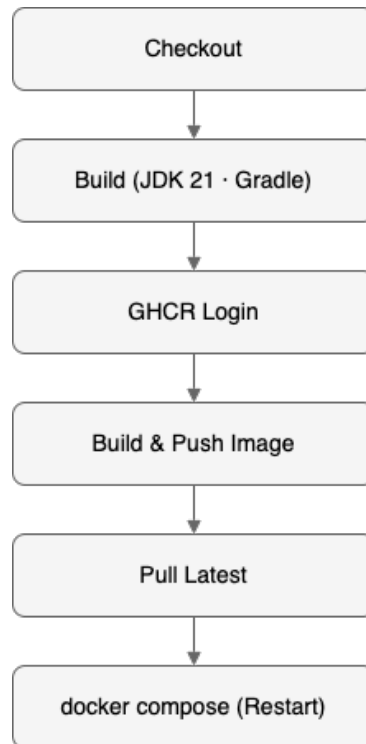 Checkout
Build (JDK 21 · Gradle)
GHCR Login
Build & Push Image
Pull Latest
docker compose (Restart)